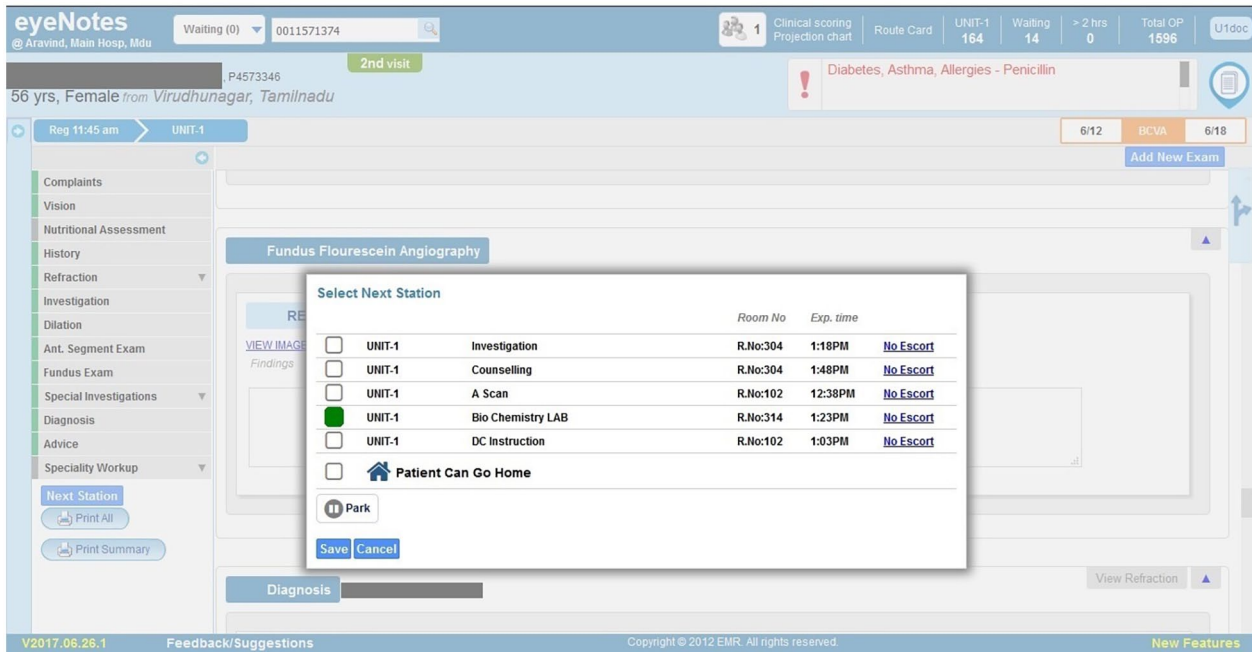 eyeNotes
@ Aravind, Main Hosp, Mdu
Waiting (0)
0011571374
1
Clinical scoring
Projection chart
Route Card
UNIT-1
164
Waiting
14
> 2 hrs
0
Total OP
1596
U1doc
2nd visit
, P4573346
56 yrs, Female from Virudhunagar, Tamilnadu
Diabetes, Asthma, Allergies - Penicillin
Reg 11:45 am
UNIT-1
6/12 BCVA 6/18
Add New Exam
Complaints
Vision
Nutritional Assessment
History
Refraction
Investigation
Dilation
Ant. Segment Exam
Fundus Exam
Special Investigations
Diagnosis
Advice
Speciality Workup
Next Station
Print All
Print Summary
Fundus Flourescein Angiography
RE
VIEW IMAGE
Findings
Select Next Station
Room No Exp. time
UNIT-1 Investigation R.No:304 1:18PM No Escort
UNIT-1 Counselling R.No:304 1:48PM No Escort
UNIT-1 A Scan R.No:102 12:38PM No Escort
UNIT-1 Bio Chemistry LAB R.No:314 1:23PM No Escort
UNIT-1 DC Instruction R.No:102 1:03PM No Escort
Patient Can Go Home
Park
Save Cancel
Diagnosis
View Refraction
V2017.06.26.1
Feedback/Suggestions
Copyright © 2012 EMR. All rights reserved.
New Features